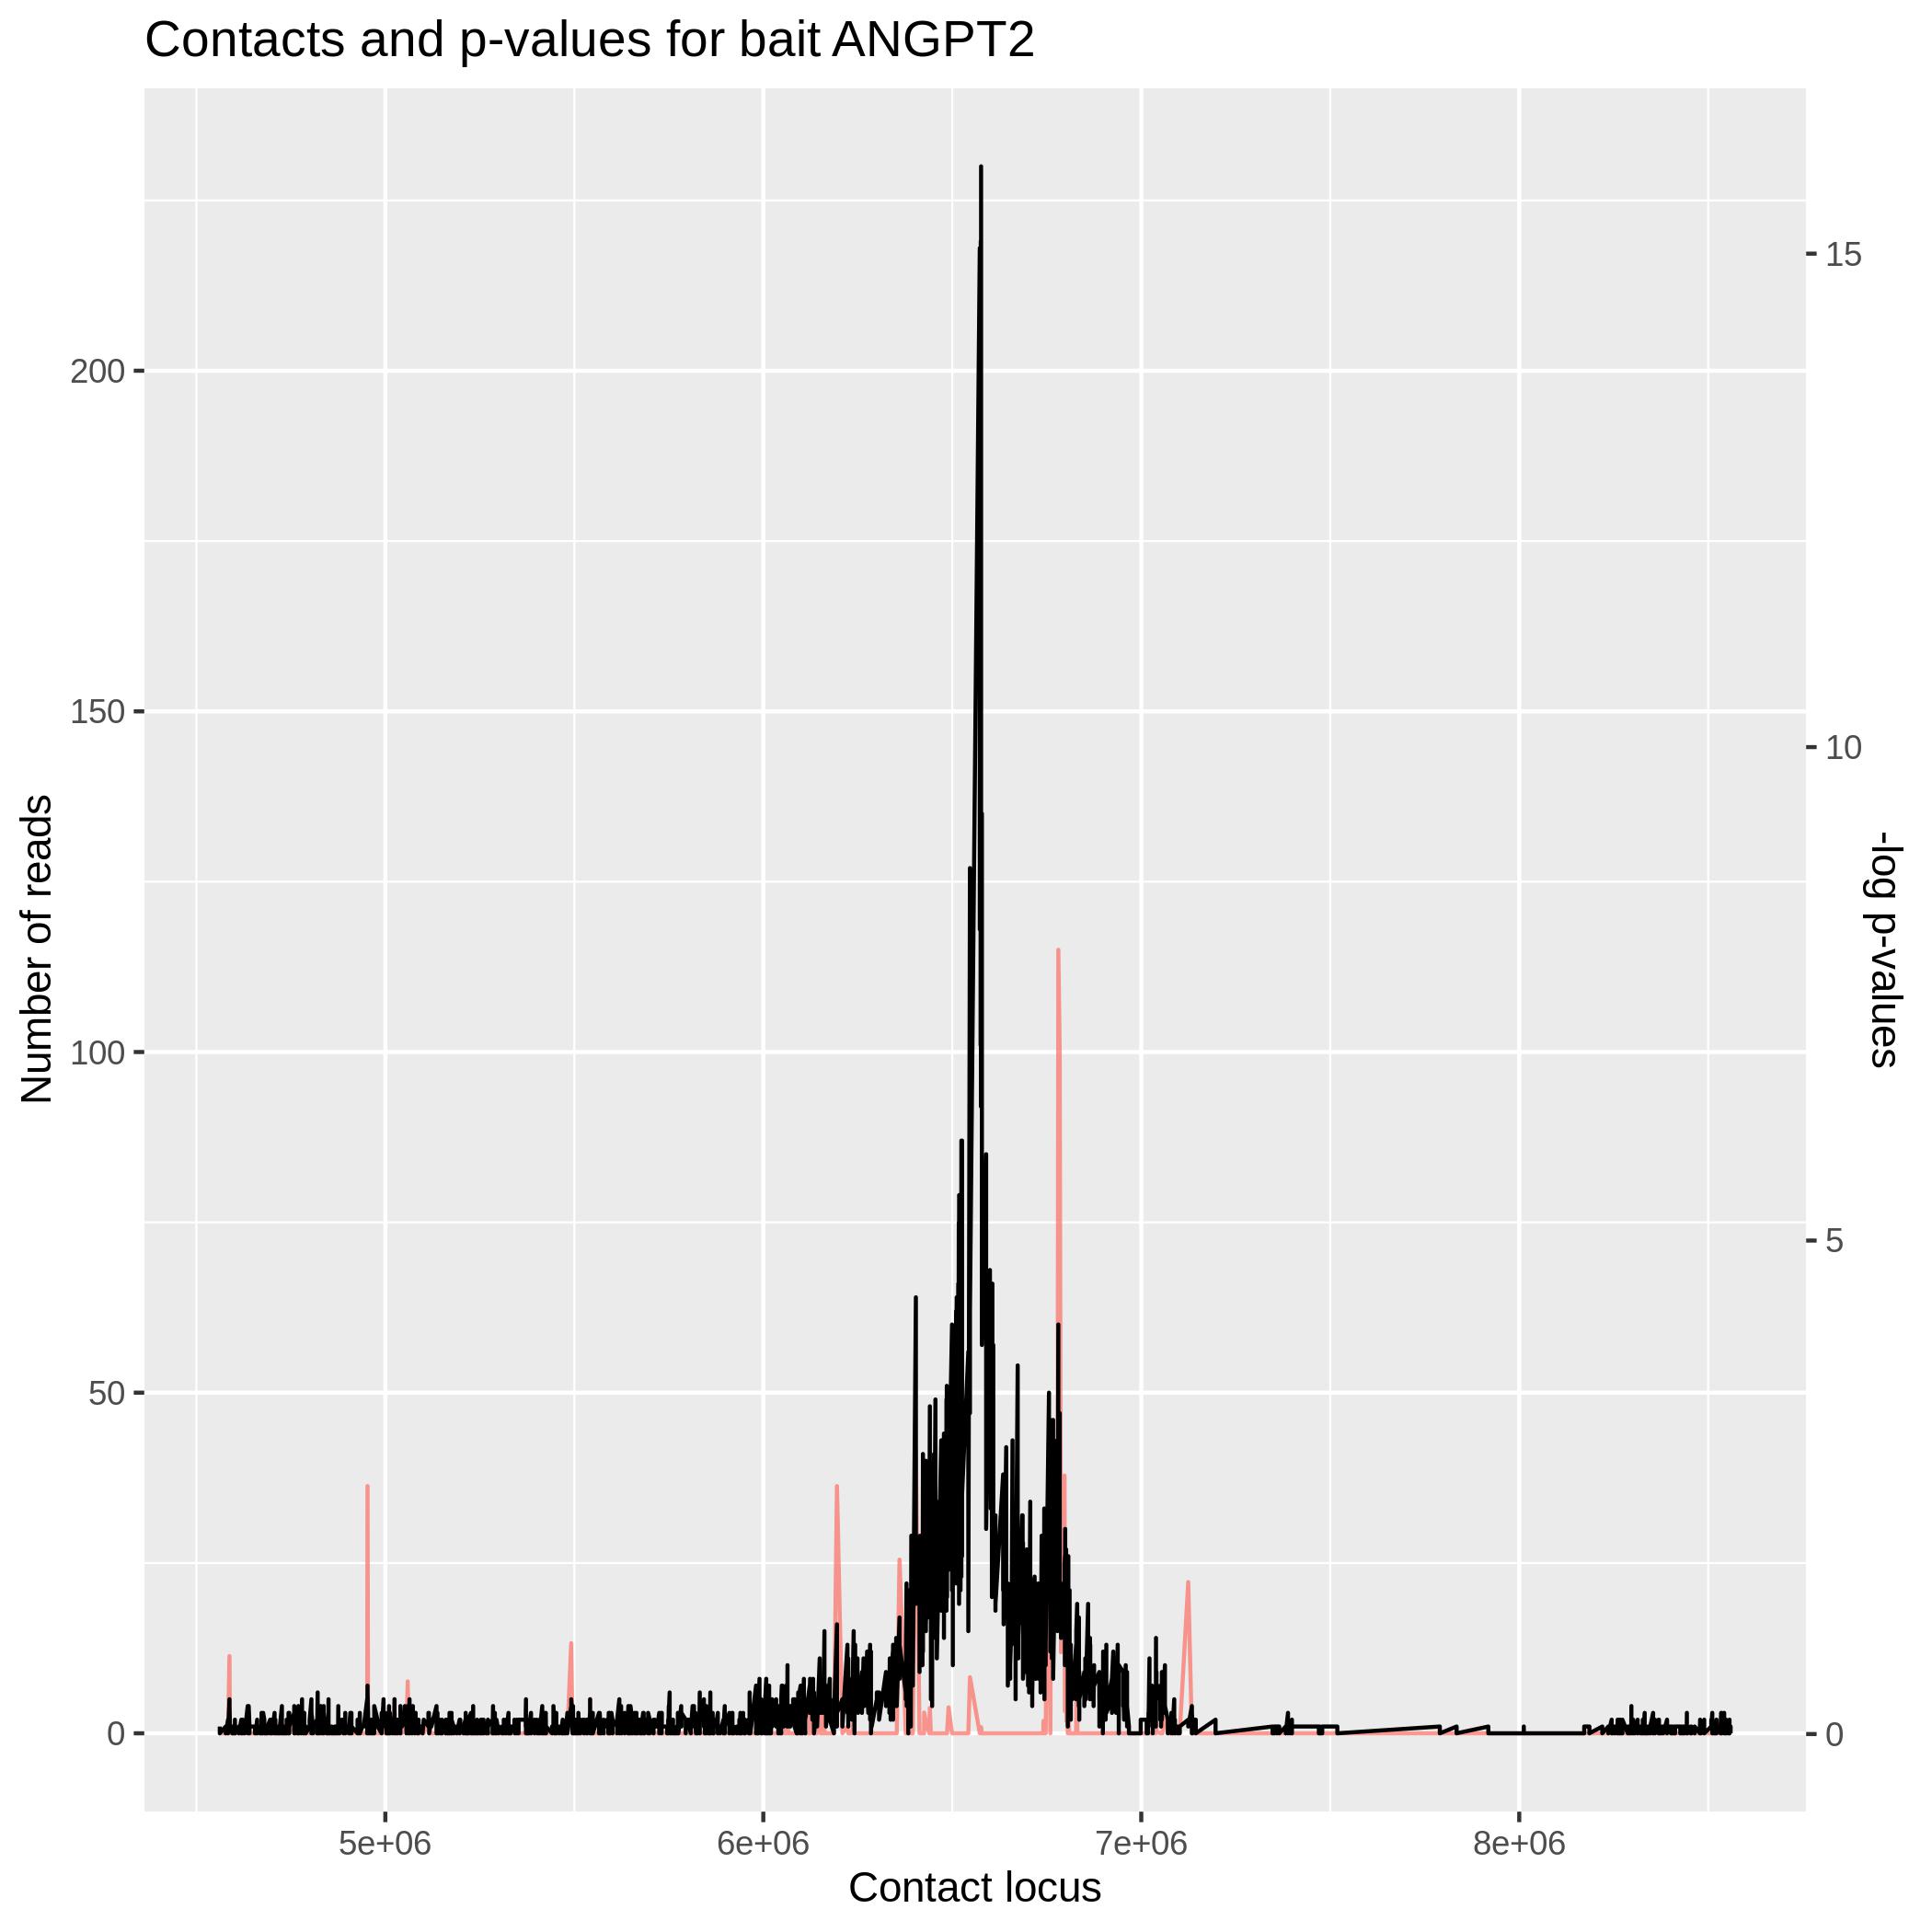 Contacts and p-values for bait ANGPT2
Number of reads
200
150
100
50
0
15
10
5
0
-log p-values
5e+06
6e+06
7e+06
8e+06
Contact locus